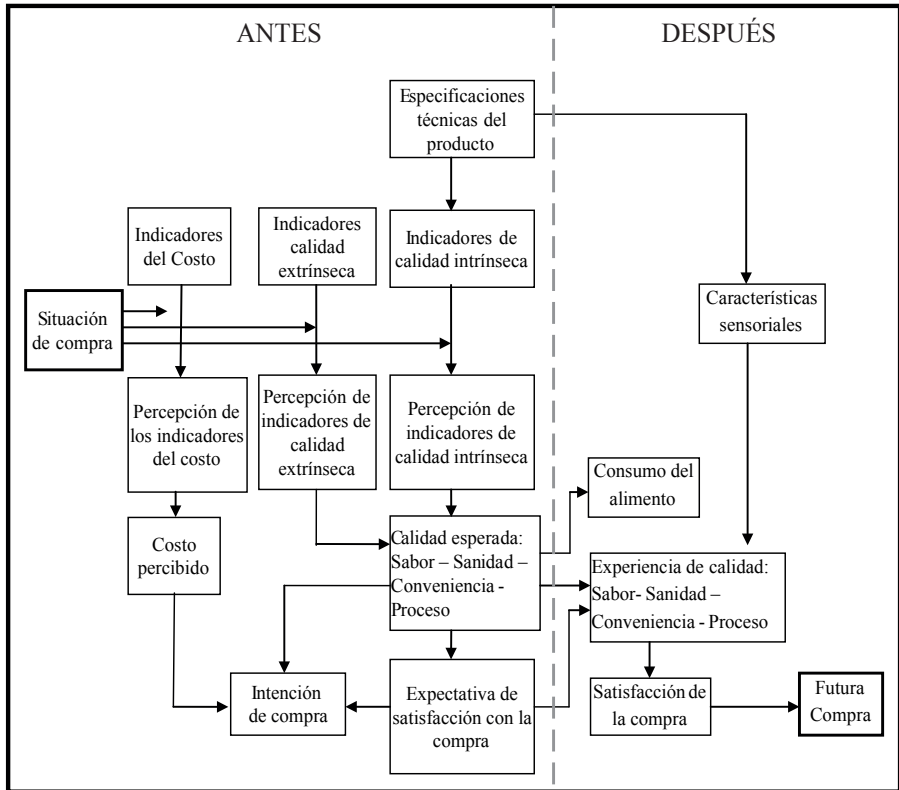 ANTES
DESPUÉS
Especificaciones
técnicas del
producto
Indicadores
del Costo
Indicadores
calidad
extrínseca
Indicadores de
calidad intrínseca
Situación
de compra
Características
sensoriales
Percepción de
los indicadores
del costo
Percepción de
indicadores de
calidad
extrínseca
Percepción de
indicadores de
calidad intrínseca
Consumo del
alimento
Costo
percibido
Calidad esperada:
Sabor – Sanidad –
Conveniencia -
Proceso
Experiencia de calidad:
Sabor- Sanidad –
Conveniencia - Proceso
Intención
de compra
Expectativa de
satisfacción con la
compra
Satisfacción de
la compra
Futura
Compra